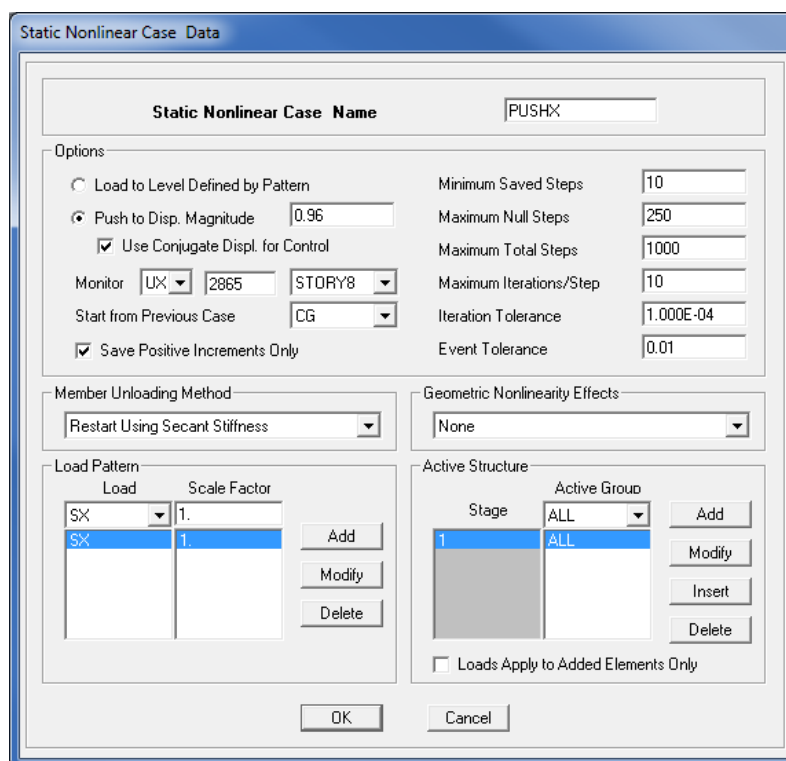 Static Nonlinear Case Data
Static Nonlinear Case Name PUSHX
Options
Load to Level Defined by Pattern
Push to Disp. Magnitude 0.96
Use Conjugate Displ. for Control
Monitor UX 2865 STORY8
Start from Previous Case CG
Save Positive Increments Only
Minimum Saved Steps 10
Maximum Null Steps 250
Maximum Total Steps 1000
Maximum Iterations/Step 10
Iteration Tolerance 1.000E-04
Event Tolerance 0.01
Member Unloading Method
Restart Using Secant Stiffness
Geometric Nonlinearity Effects
None
Load Pattern
Load Scale Factor
SX 1.
SX 1.
Add
Modify
Delete
Active Structure
Active Group
Stage ALL
1 ALL
Add
Modify
Insert
Delete
Loads Apply to Added Elements Only
OK Cancel